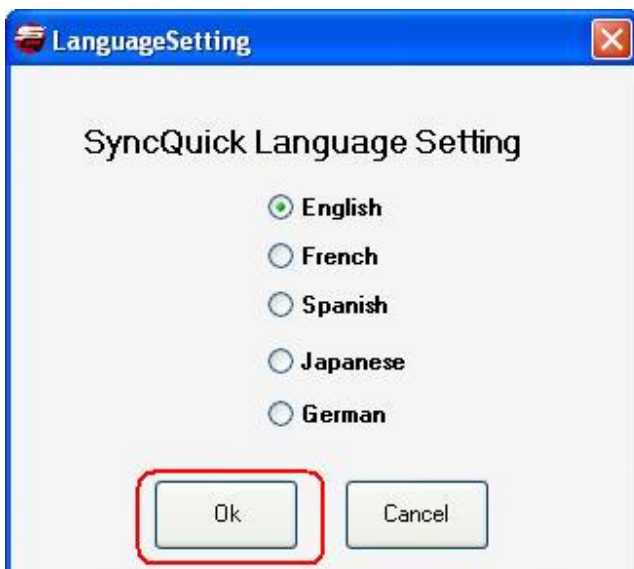 LanguageSetting
SyncQuick Language Setting
English
French
Spanish
Japanese
German
Ok Cancel